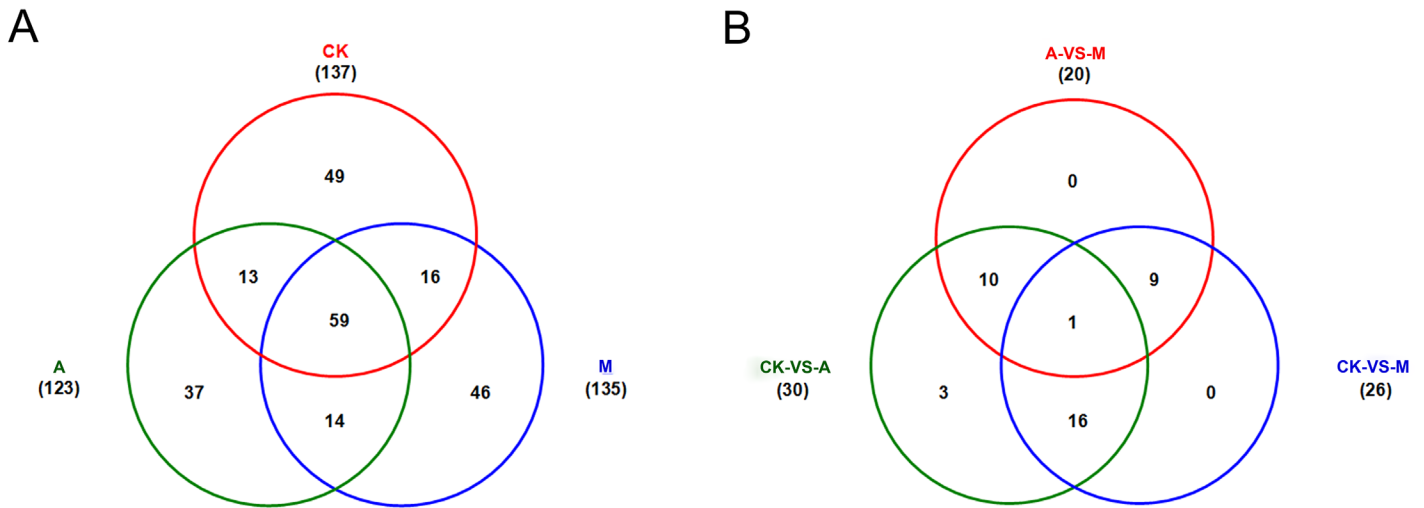 A
CK
(137)
49
13
16
59
A
(123)
37
14
46
M
(135)
B
A-VS-M
(20)
0
10
9
1
CK-VS-A
(30)
3
16
0
CK-VS-M
(26)